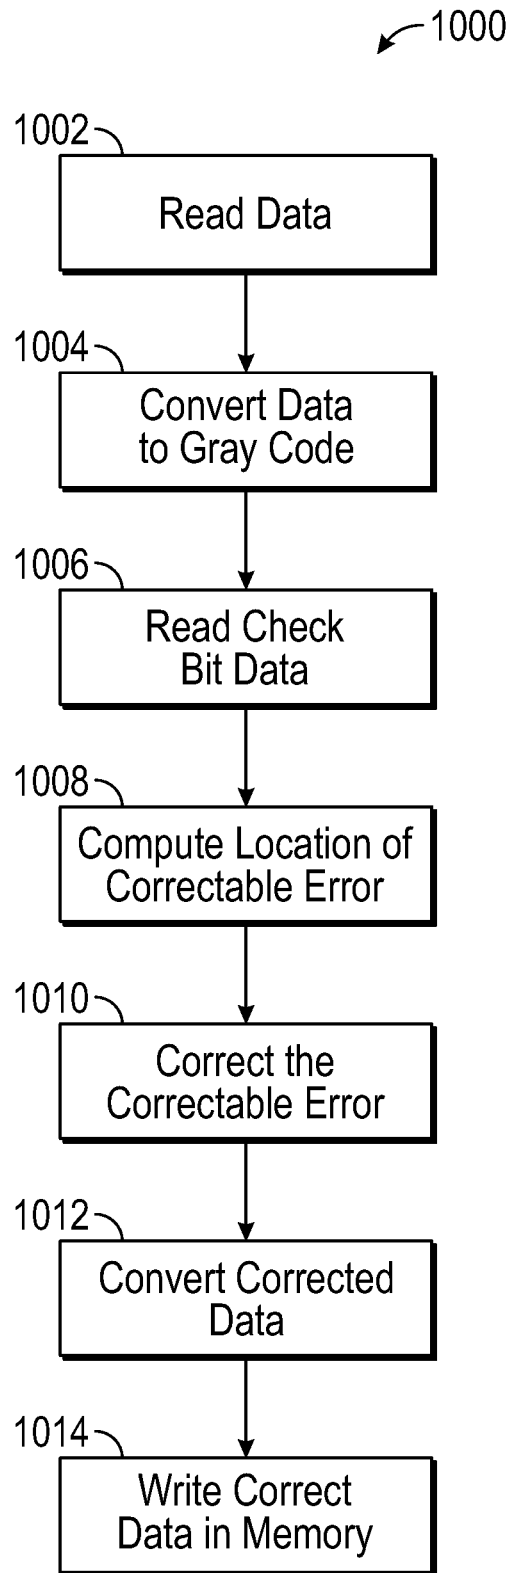 1000
1002
Read Data
1004
Convert Data
to Gray Code
1006
Read Check
Bit Data
1008
Compute Location of
Correctable Error
1010
Correct the
Correctable Error
1012
Convert Corrected
Data
1014
Write Correct
Data in Memory